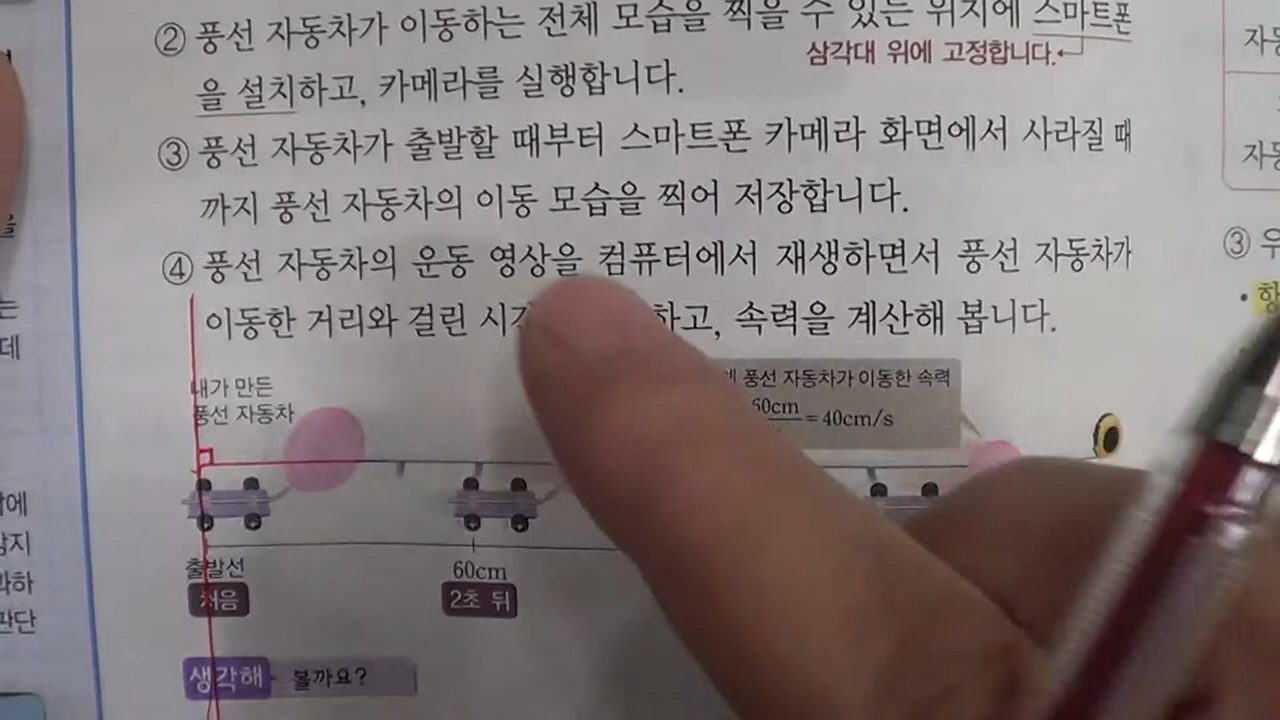 ② 풍선 자동차가 이동하는 전체 모습을 찍을 수 있는 위치에 스마트폰
삼각대 위에 고정합니다.
을 설치하고, 카메라를 실행합니다.
③ 풍선 자동차가 출발할 때부터 스마트폰 카메라 화면에서 사라질 때
까지 풍선 자동차의 이동 모습을 찍어 저장합니다.
④ 풍선 자동차의 운동 영상을 컴퓨터에서 재생하면서 풍선 자동차가
이동한 거리와 걸린 하고, 속력을 계산해 봅니다.
내가 만든
풍선 자동차
풍선 자동차가 이동한 속력
60cm
= 40cm/s
출발선
60cm
처음
2초 뒤
생각해 볼까요?
③